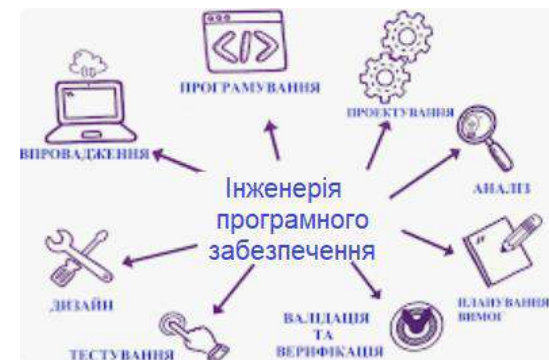 </>
ПРОГРАМУВАННЯ
ПРОЕКТУВАННЯ
ВПРОВАДЖЕННЯ
АНАЛІЗ
Інженерія
програмного
забезпечення
ДИЗАЙН
ПЛАНУВАННЯ
ВИМОГ
ВАЛІДАЦІЯ
ТА
ВЕРИФІКАЦІЯ
ТЕСТУВАННЯ